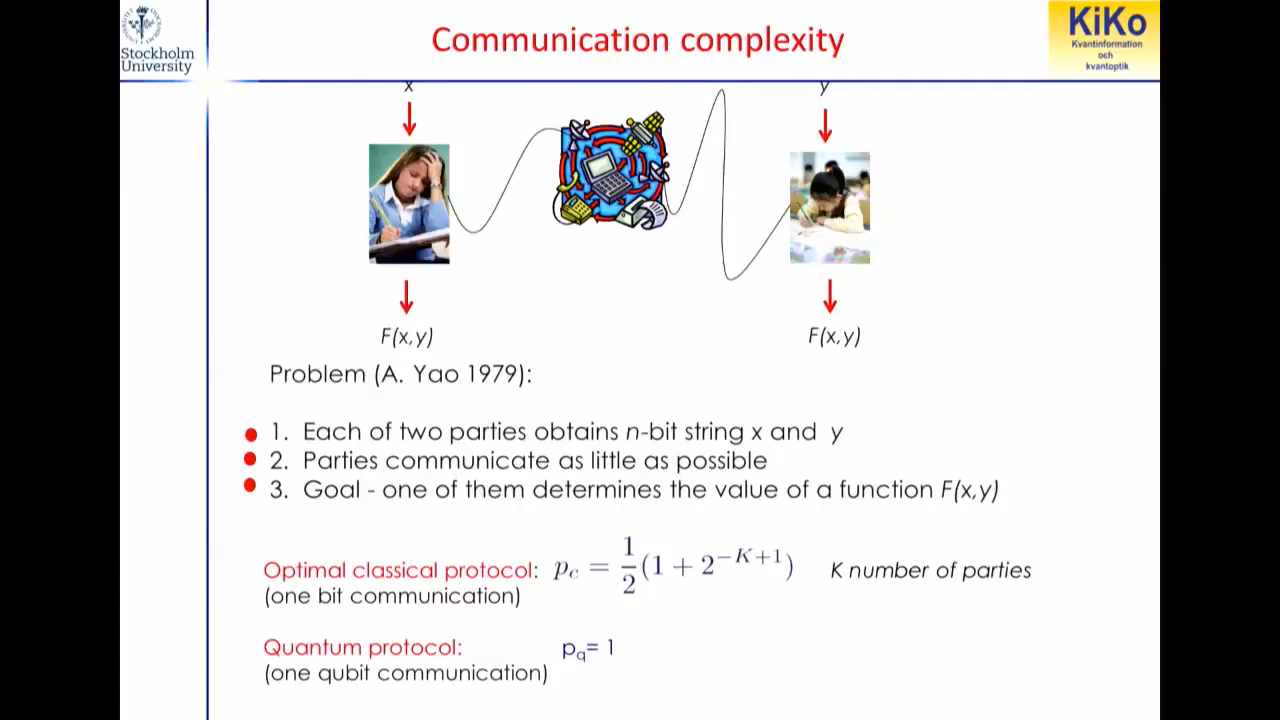 Stockholm
University
Communication complexity
KiKo
Kvantinformation
och
kvantoptik
x
y
F(x,y)
F(x,y)
Problem (A. Yao 1979):
1. Each of two parties obtains n-bit string x and y
2. Parties communicate as little as possible
3. Goal - one of them determines the value of a function F(x,y)
Optimal classical protocol: p_c = \frac{1}{2}(1 + 2^{-K+1}) K number of parties
(one bit communication)
Quantum protocol: p_q= 1
(one qubit communication)